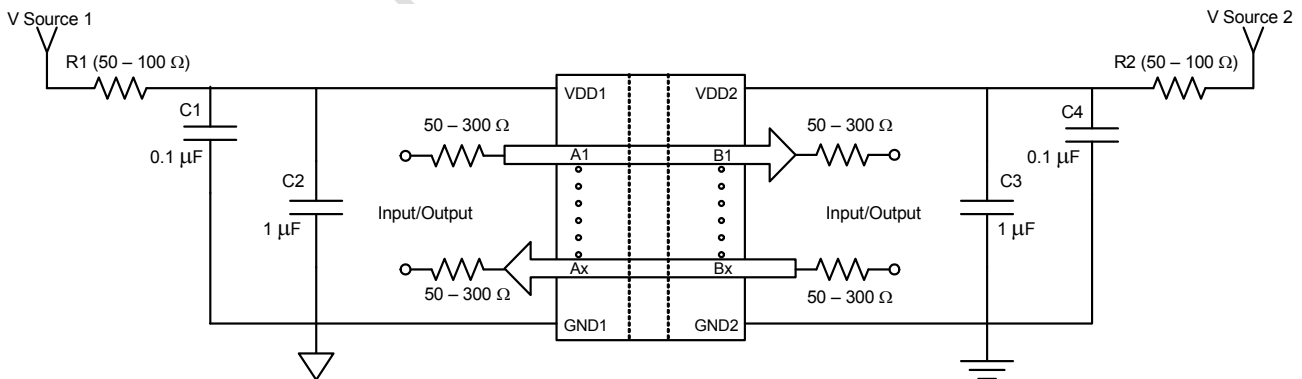 V Source 1
V Source 2
R1 (50 – 100 Ω)
R2 (50 – 100 Ω)
VDD1
VDD2
C1
C4
50 – 300 Ω
50 – 300 Ω
0.1 μF
0.1 μF
A1
B1
C2
C3
Input/Output
Input/Output
1 μF
1 μF
Ax
Bx
50 – 300 Ω
50 – 300 Ω
GND1
GND2